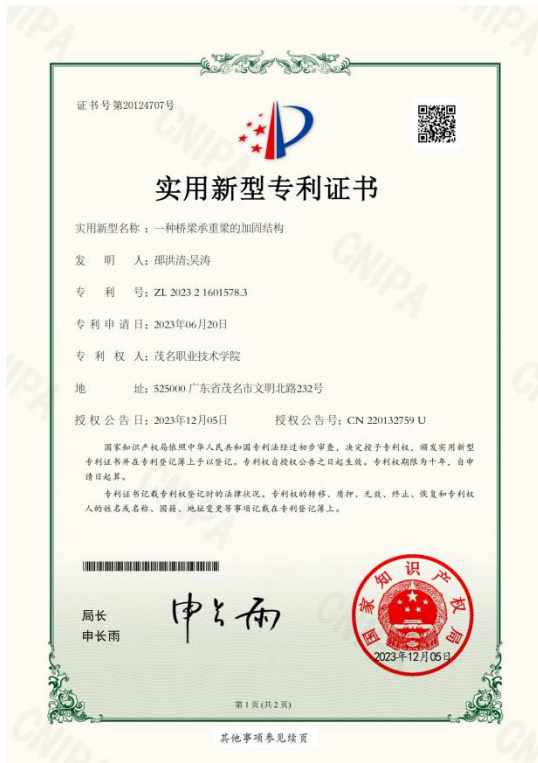 证书号第20124707号
实用新型专利证书
实用新型名称：一种桥梁承重梁的加固结构
发明人：邵洪清;吴涛
专利号：ZL 2023 2 1601578.3
专利申请日：2023年06月20日
专利权人：茂名职业技术学院
地址：525000 广东省茂名市文明北路232号
授权公告日：2023年12月05日 授权公告号：CN 220132759 U
国家知识产权局依照中华人民共和国专利法经过初步审查，决定授予专利权，颁发实用新型
专利证书并在专利登记簿上予以登记。专利权自授权公告之日起生效。专利权期限为十年，自申
请日起算。
专利证书记载专利权登记时的法律状况。专利权的转移、质押、无效、终止、恢复和专利权
人的姓名或名称、国籍、地址变更等事项记载在专利登记簿上。
局长
申长雨
申长雨
国家知识产权局
2023年12月05日
第 1 页 (共 2 页)
其他事项参见续页
CNIPA